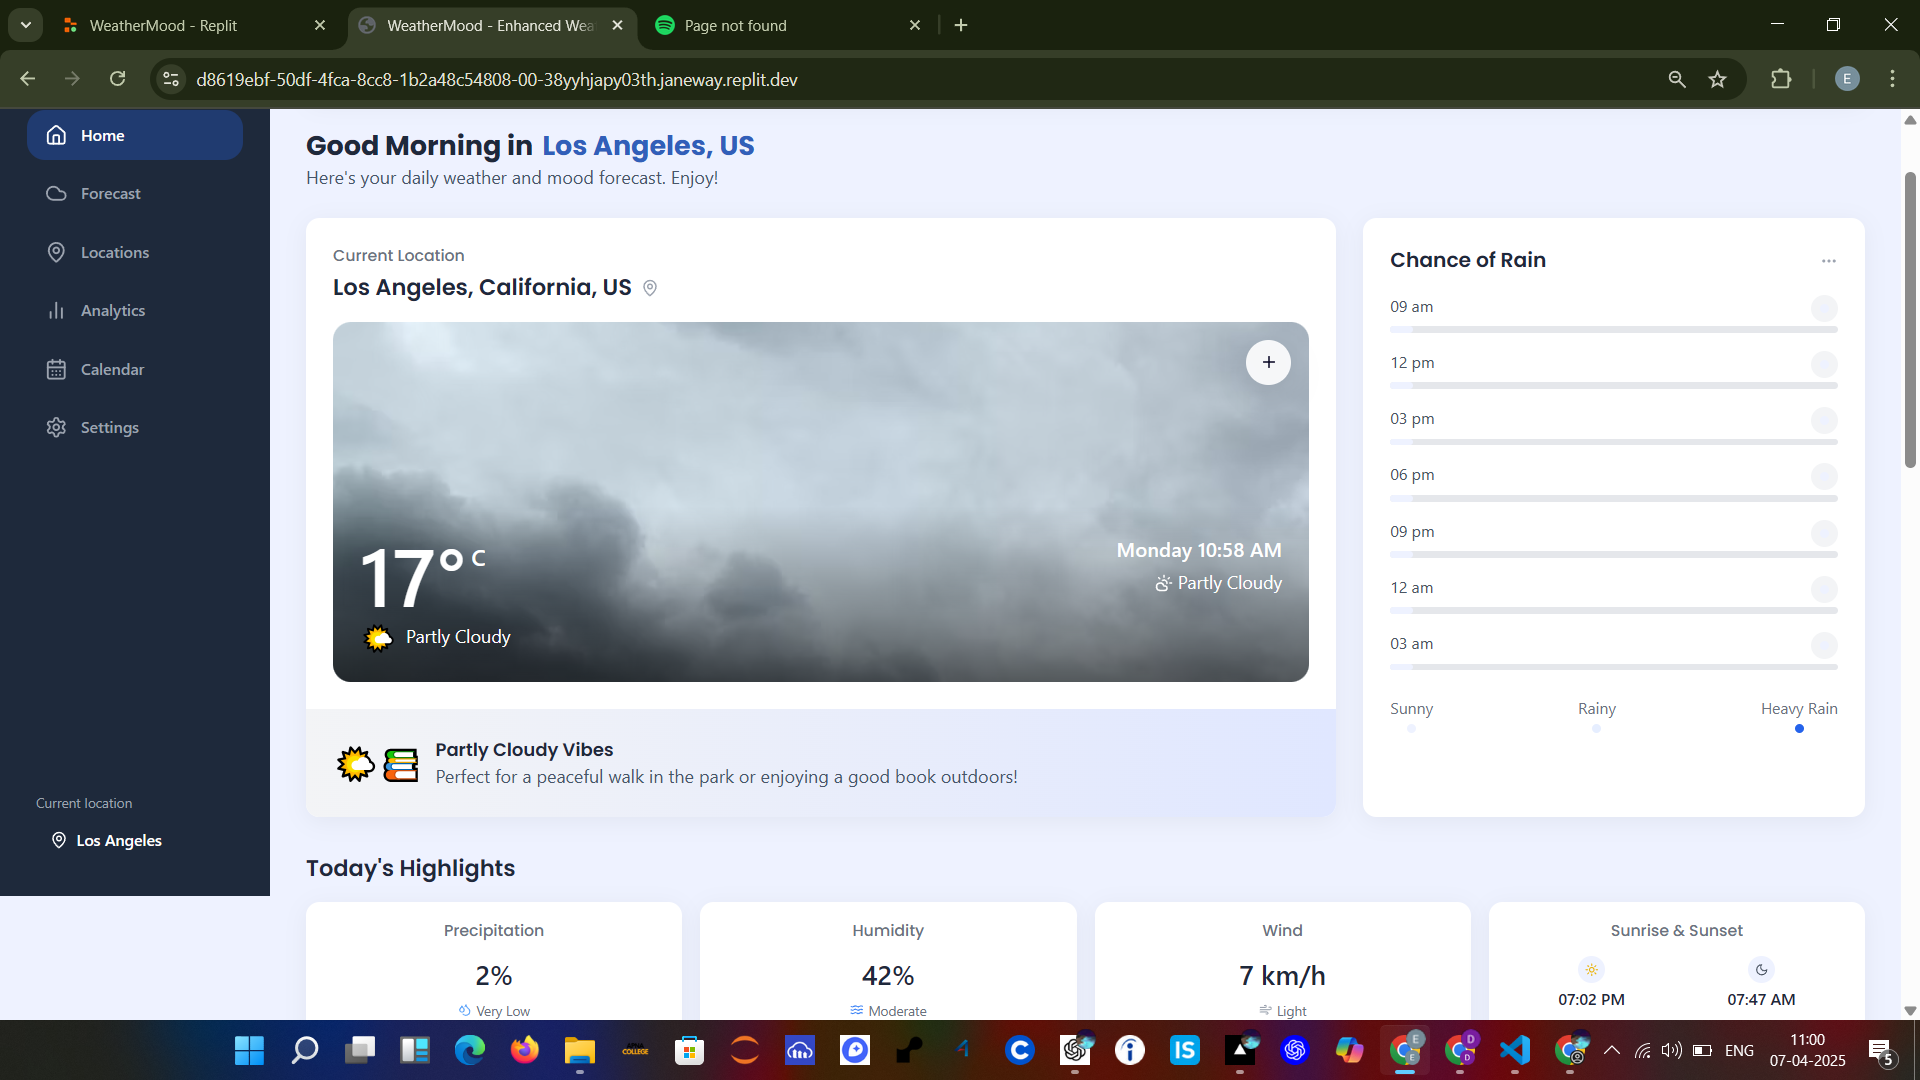 WeatherMood - Replit
WeatherMood - Enhanced Wea
Page not found
d8619ebf-50df-4fca-8cc8-1b2a48c54808-00-38yyhjapy03th.janeway.replit.dev
E
Home
Forecast
Locations
Analytics
Calendar
Settings
Current location
Los Angeles
Good Morning in Los Angeles, US
Here's your daily weather and mood forecast. Enjoy!
Current Location
Los Angeles, California, US
17° C
Partly Cloudy
Monday 10:58 AM
Partly Cloudy
Partly Cloudy Vibes
Perfect for a peaceful walk in the park or enjoying a good book outdoors!
Chance of Rain
09 am
12 pm
03 pm
06 pm
09 pm
12 am
03 am
Sunny
Rainy
Heavy Rain
Today's Highlights
Precipitation
2%
Very Low
Humidity
42%
Moderate
Wind
7 km/h
Light
Sunrise & Sunset
07:02 PM
07:47 AM
APNA COLLEGE
IS
E
E
D
D
ENG
11:00
07-04-2025
5